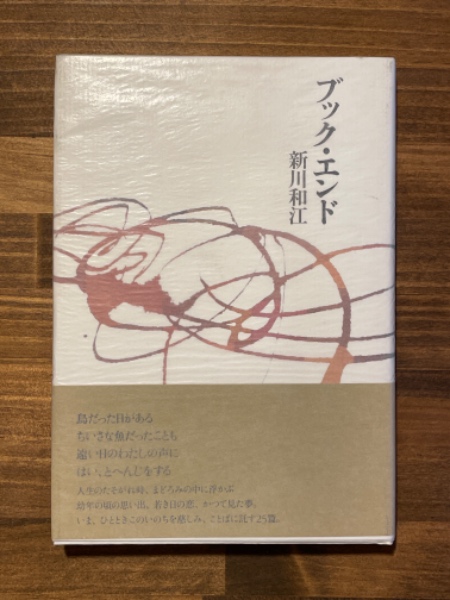 ブック・エンド
新川和江
鳥だった日がある
ちいさな魚だったことも
遠い日のわたしの声に
はい、とへんじをする
人生のたそがれ時、まどろみの中に浮かぶ
幼年の頃の思い出、若き日の恋、かつて見た夢。
いま、ひとときこのいのちを慈しみ、ことばに託す25篇。